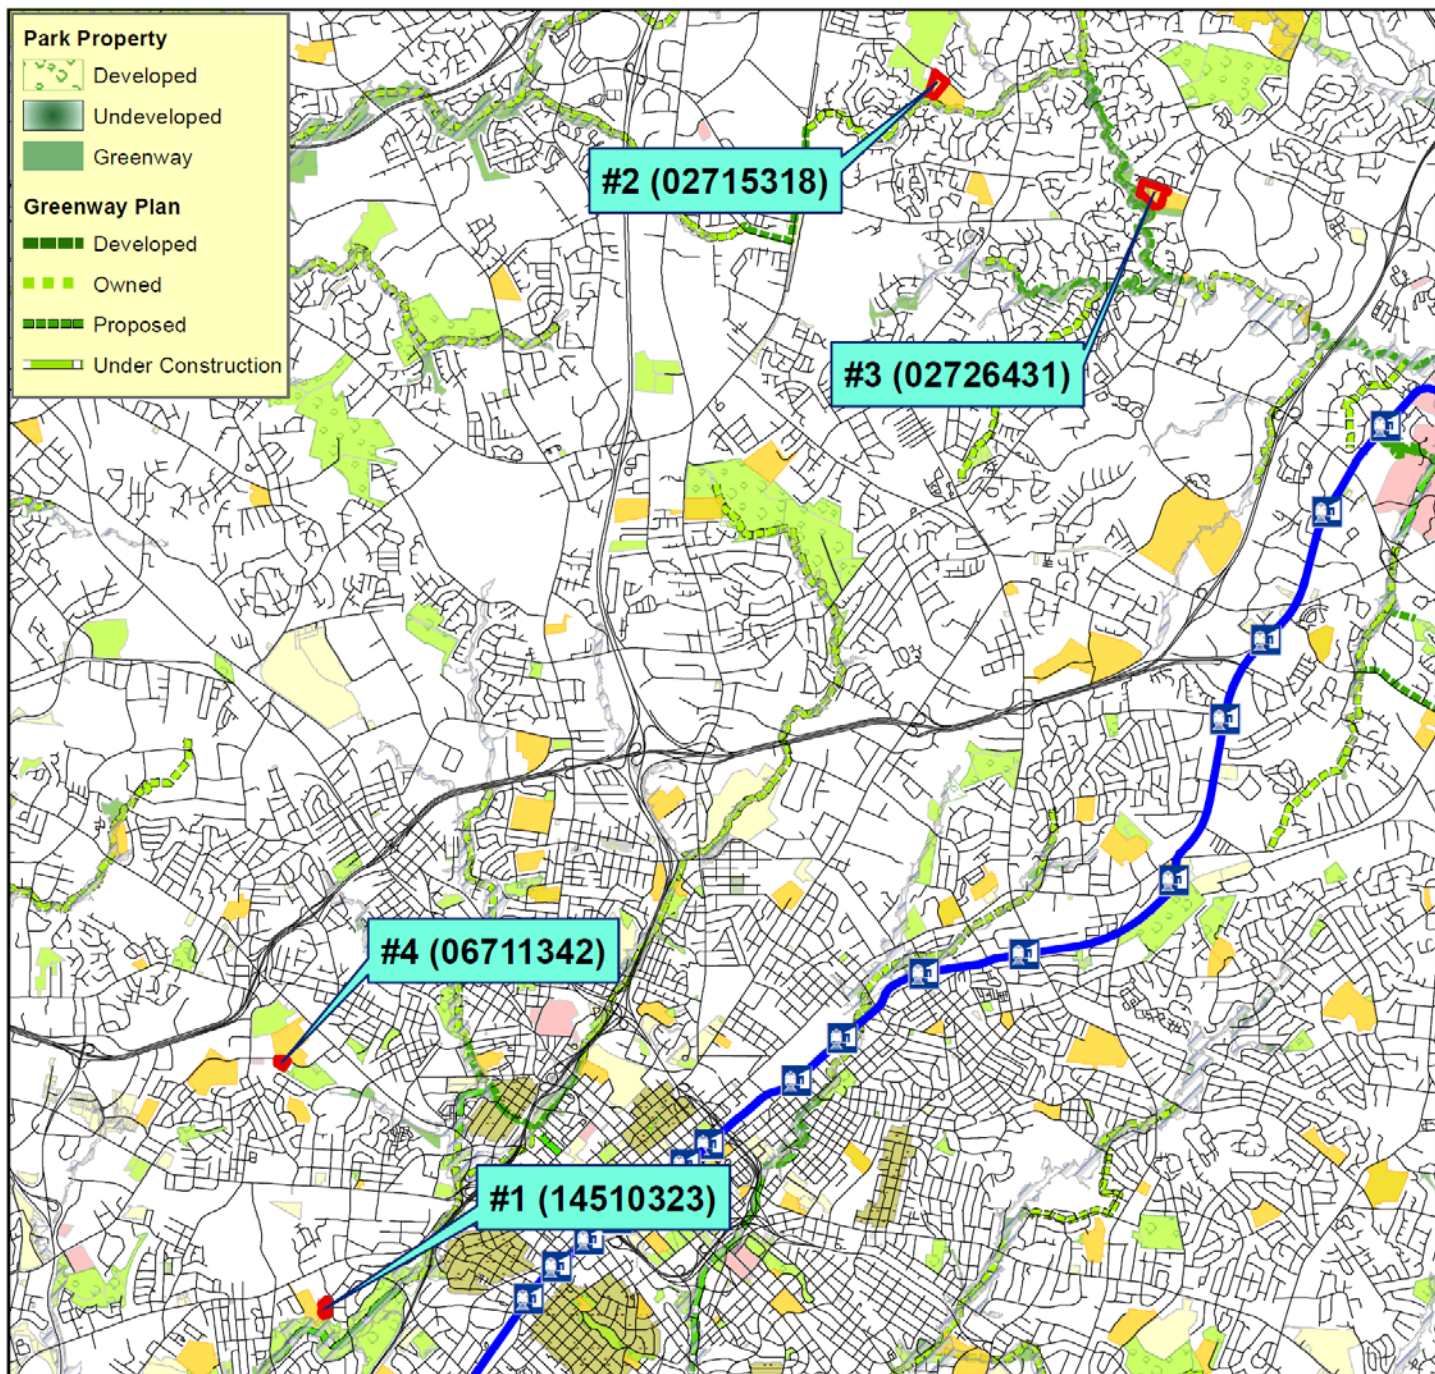 Park Property
Developed
Undeveloped
Greenway
Greenway Plan
Developed
Owned
Proposed
Under Construction
#2 (02715318)
#3 (02726431)
#4 (06711342)
#1 (14510323)